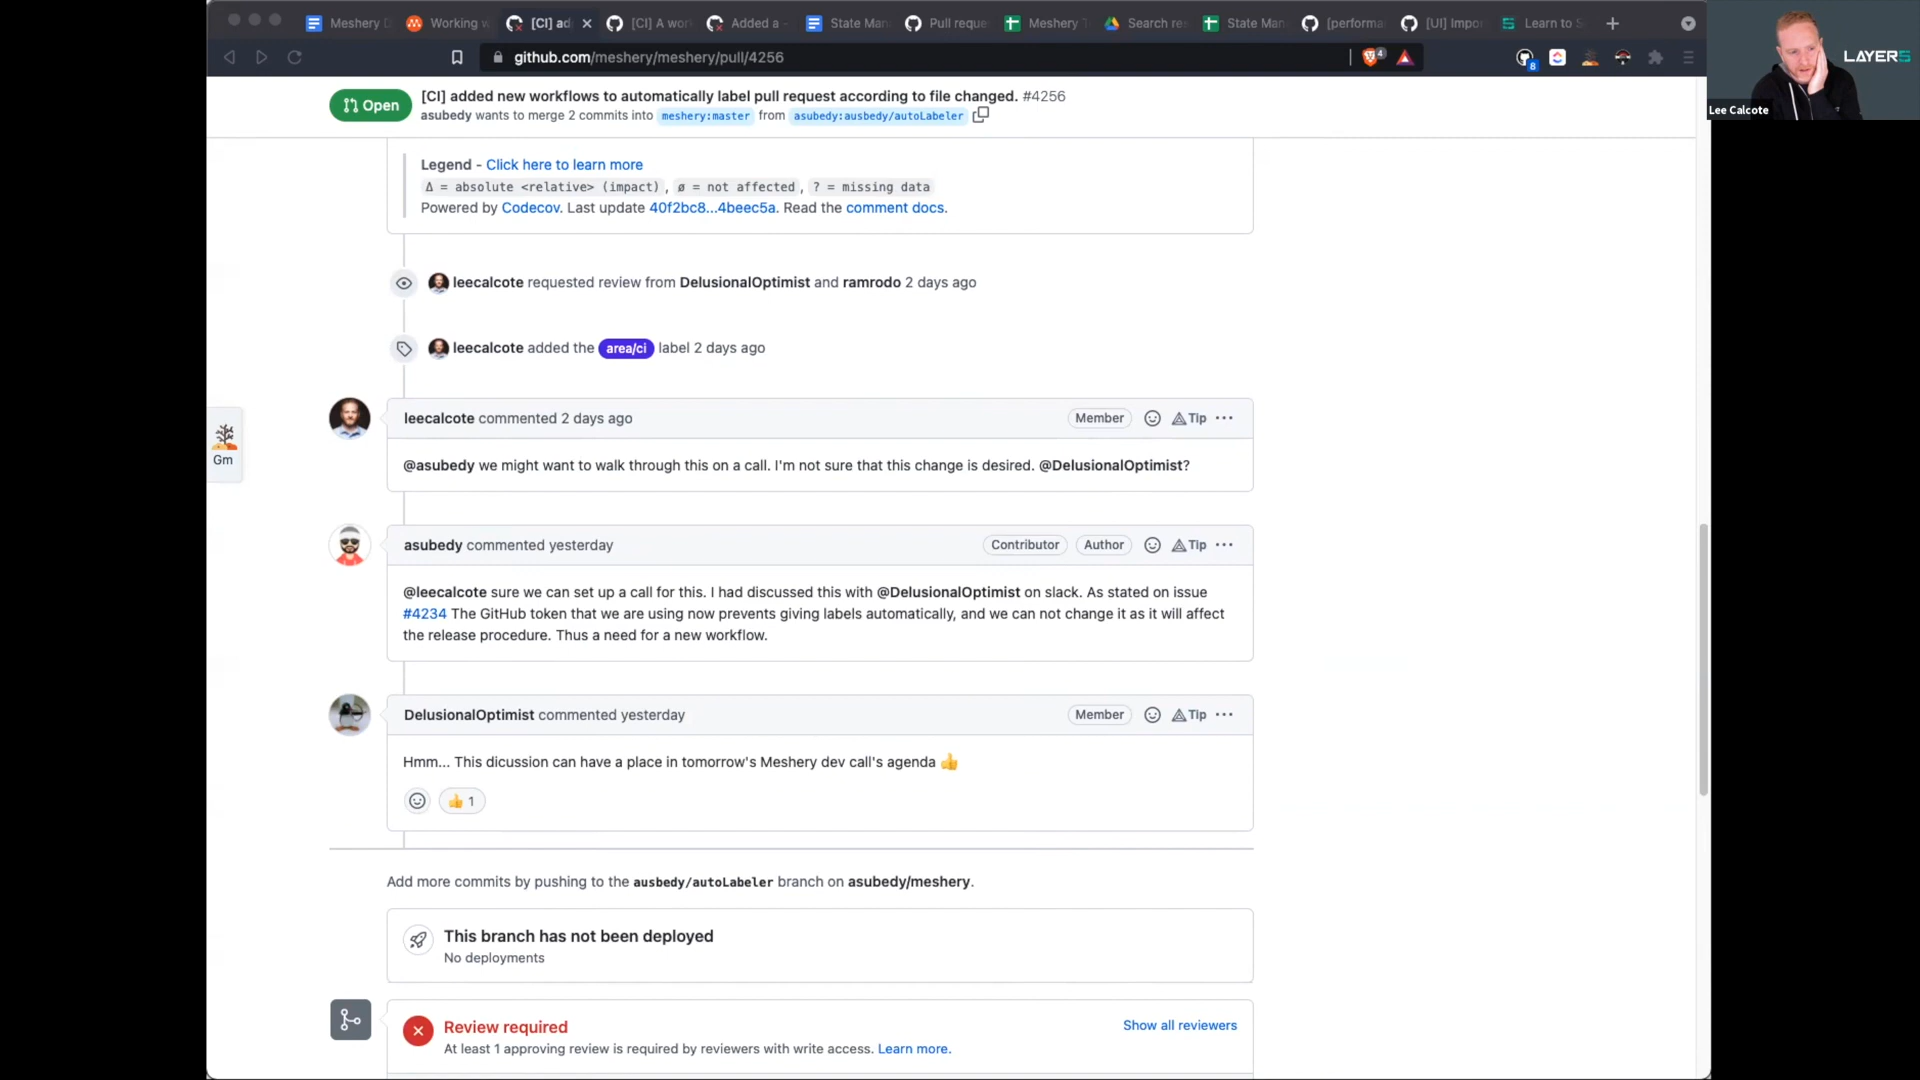 Meshery D
Working w
[CI] ad
[CI] A wor
Added a
State Man
Pull reque
Meshery T
Search re
State Man
[performa
[UI] Impor
Learn to S
github.com/meshery/meshery/pull/4256
4
8
LAYER5
Lee Calcote
Open
[CI] added new workflows to automatically label pull request according to file changed. #4256
asubedy wants to merge 2 commits into meshery:master from asubedy:ausbedy/autoLabeler
Legend - Click here to learn more
Δ = absolute <relative> (impact), ø = not affected, ? = missing data
Powered by Codecov. Last update 40f2bc8...4beec5a. Read the comment docs.
leecalcote requested review from DelusionalOptimist and ramrodo 2 days ago
leecalcote added the area/ci label 2 days ago
leecalcote commented 2 days ago
Member
Tip
Gm
@asubedy we might want to walk through this on a call. I'm not sure that this change is desired. @DelusionalOptimist?
asubedy commented yesterday
Contributor
Author
Tip
@leecalcote sure we can set up a call for this. I had discussed this with @DelusionalOptimist on slack. As stated on issue
#4234 The GitHub token that we are using now prevents giving labels automatically, and we can not change it as it will affect
the release procedure. Thus a need for a new workflow.
DelusionalOptimist commented yesterday
Member
Tip
Hmm... This dicussion can have a place in tomorrow's Meshery dev call's agenda 👍
👍 1
Add more commits by pushing to the ausbedy/autoLabeler branch on asubedy/meshery.
This branch has not been deployed
No deployments
Review required
Show all reviewers
At least 1 approving review is required by reviewers with write access. Learn more.